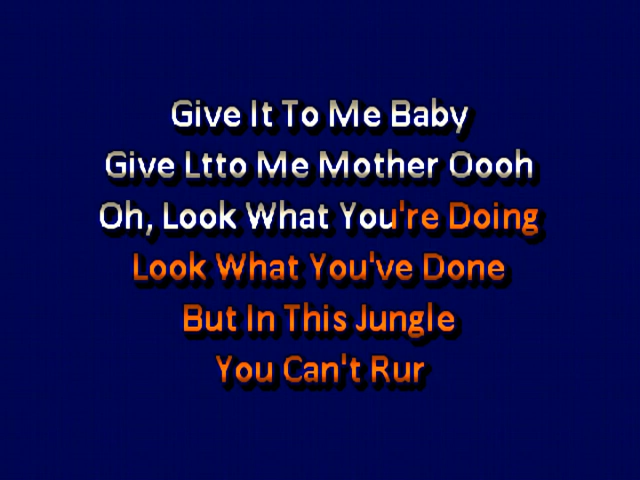 Give It To Me Baby
Give Ltto Me Mother Oooh
Oh, Look What You're Doing
Look What You've Done
But In This Jungle
You Can't Rur